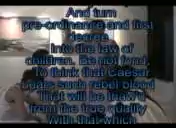 And turn
pre-ordinance and first
decree
Into the law of
children. Be not fond,
To think that Caesar
bears such rebel blood
That will be thaw'd
from the true quality
With that which